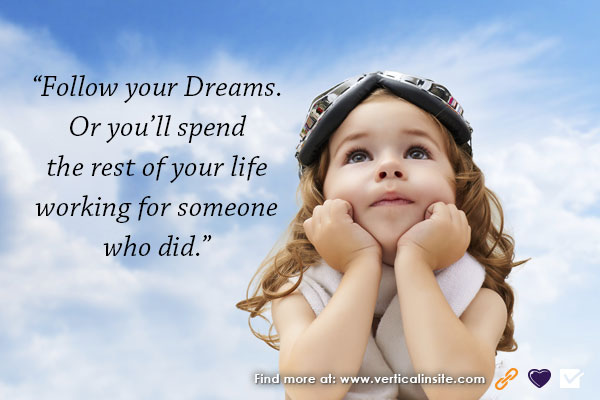 “Follow your Dreams.
Or you’ll spend
the rest of your life
working for someone
who did.”
Find more at: www.verticalinsite.com